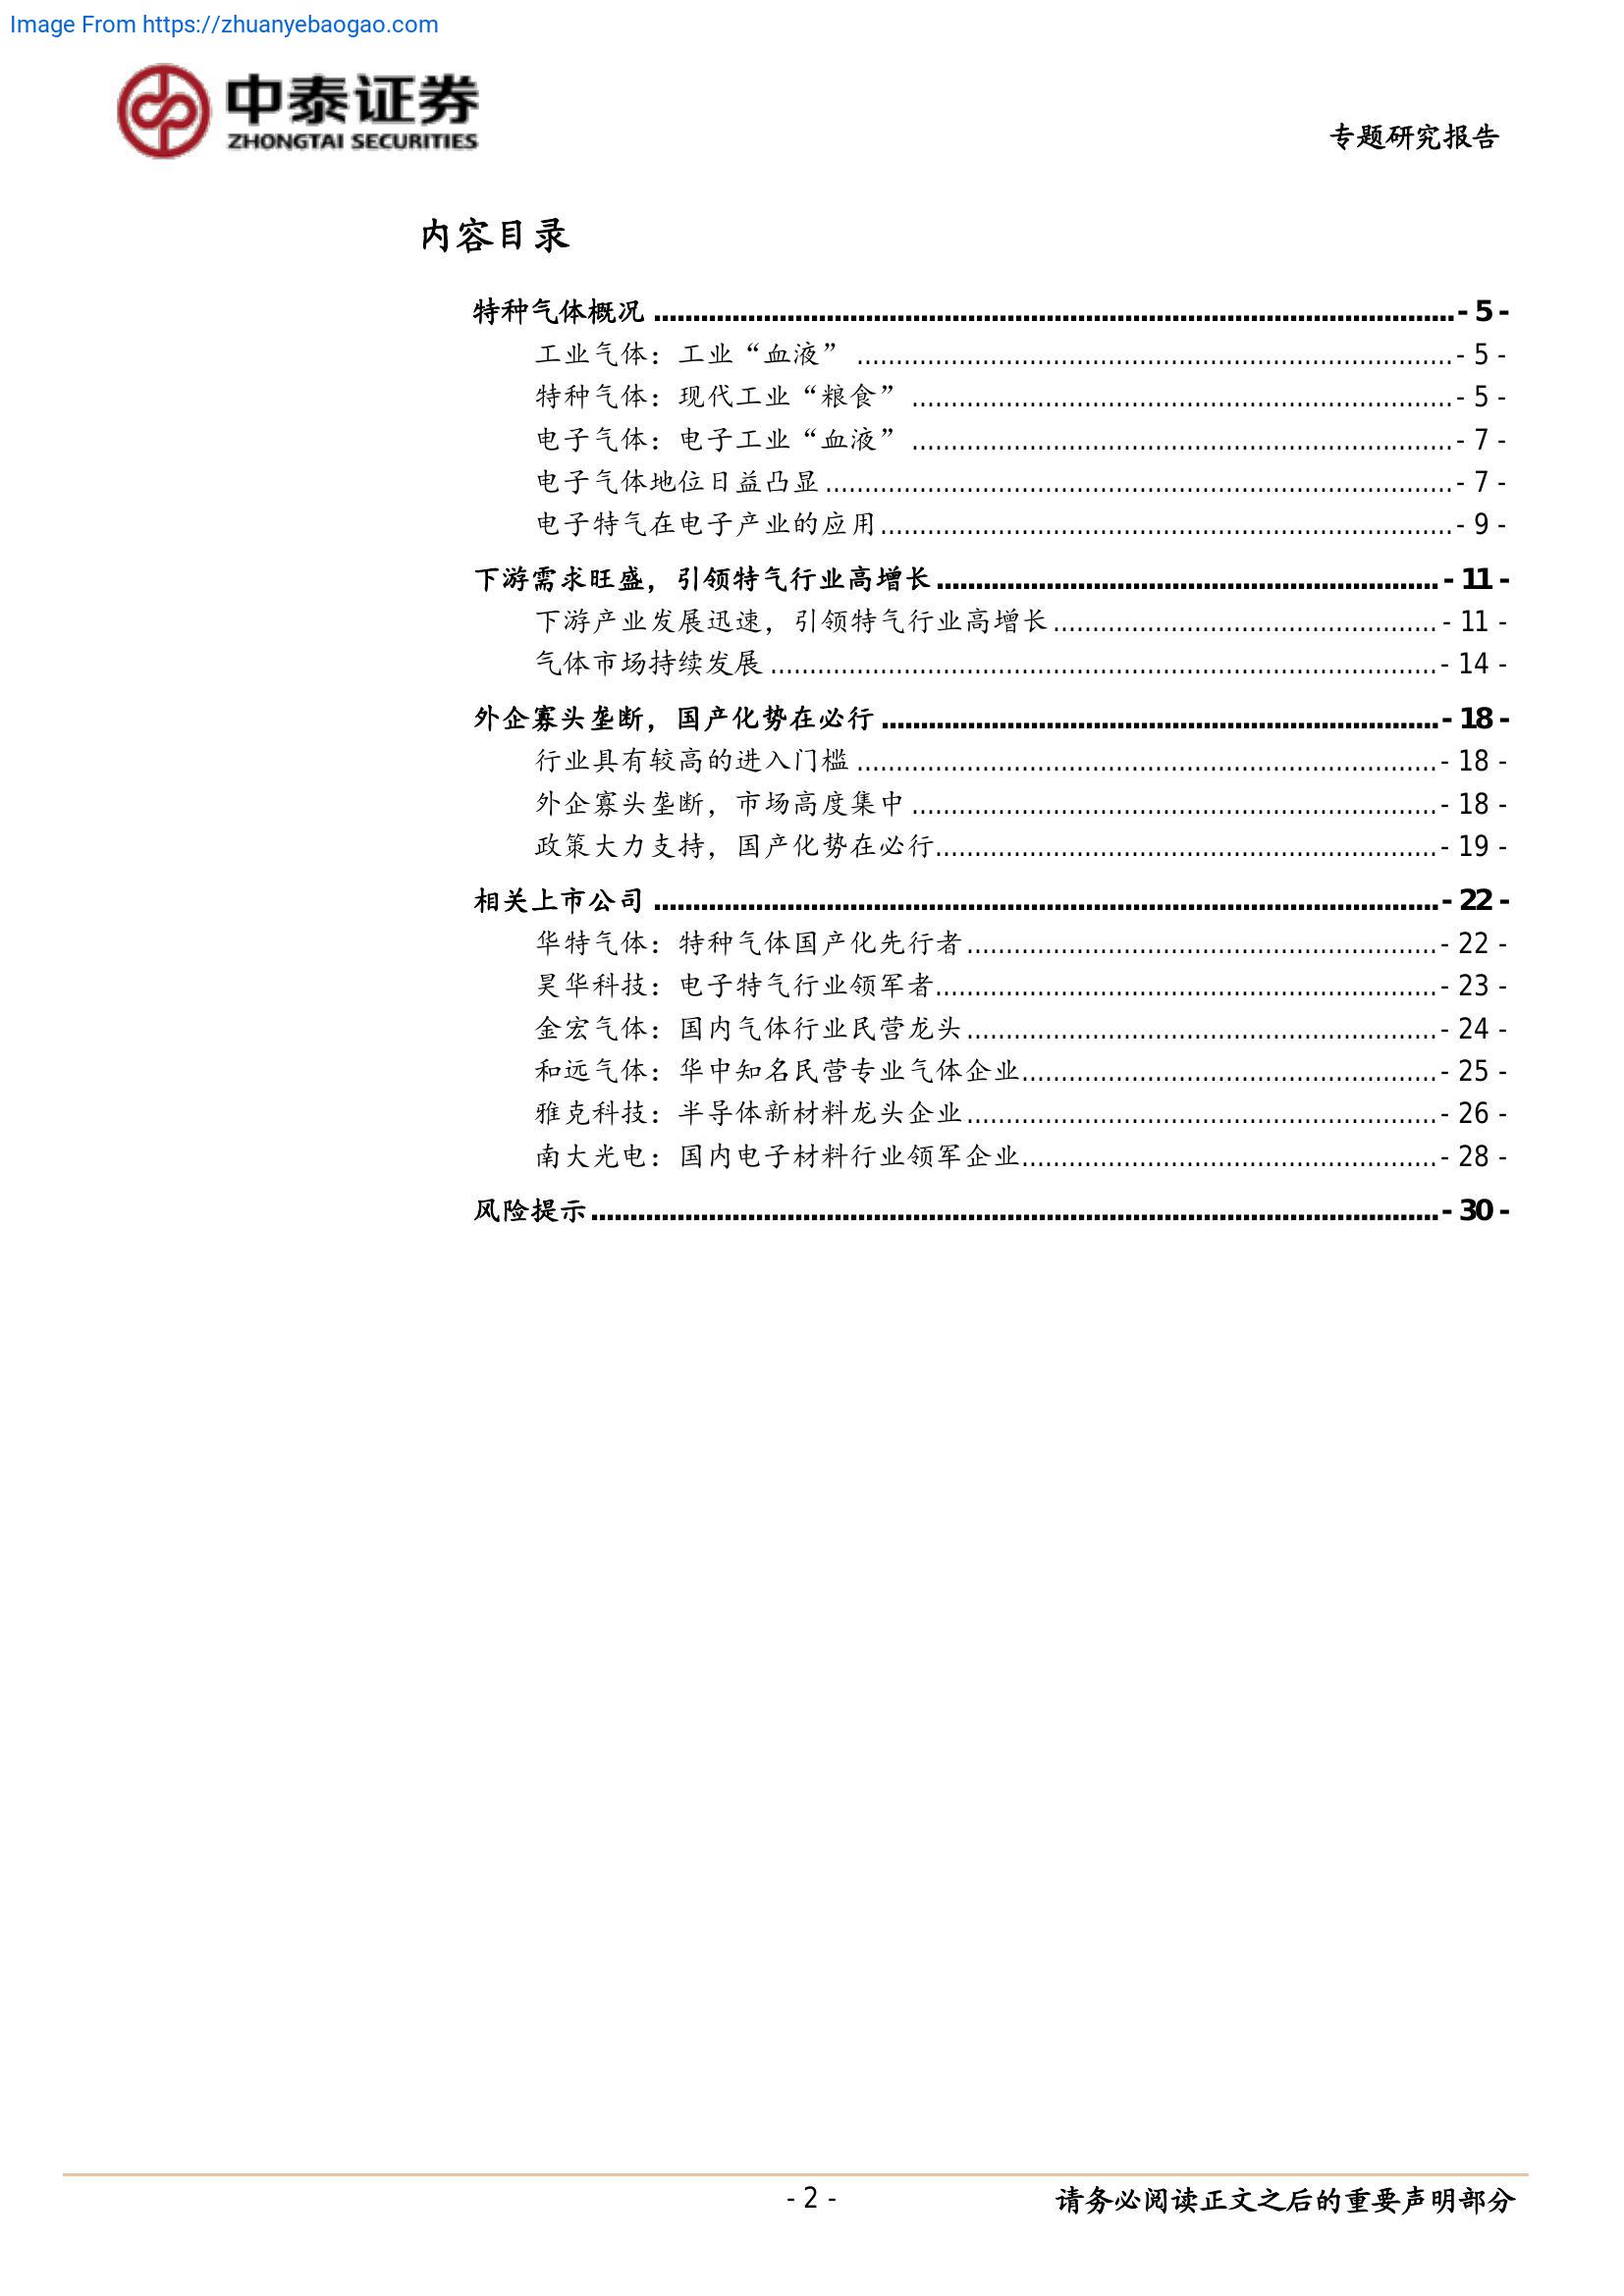 Image From https://zhuanyebaogao.com
中泰证券
ZHONGTAI SECURITIES
专题研究报告
内容目录
特种气体概况 ........................................ - 5 -
工业气体：工业“血液” ........................................ - 5 -
特种气体：现代工业“粮食” ........................................ - 5 -
电子气体：电子工业“血液” ........................................ - 7 -
电子气体地位日益凸显 ........................................ - 7 -
电子特气在电子产业的应用 ........................................ - 9 -
下游需求旺盛，引领特气行业高增长 ........................................ - 11 -
下游产业发展迅速，引领特气行业高增长 ........................................ - 11 -
气体市场持续发展 ........................................ - 14 -
外企寡头垄断，国产化势在必行 ........................................ - 18 -
行业具有较高的进入门槛 ........................................ - 18 -
外企寡头垄断，市场高度集中 ........................................ - 18 -
政策大力支持，国产化势在必行 ........................................ - 19 -
相关上市公司 ........................................ - 22 -
华特气体：特种气体国产化先行者 ........................................ - 22 -
昊华科技：电子特气行业领军者 ........................................ - 23 -
金宏气体：国内气体行业民营龙头 ........................................ - 24 -
和远气体：华中知名民营专业气体企业 ........................................ - 25 -
雅克科技：半导体新材料龙头企业 ........................................ - 26 -
南大光电：国内电子材料行业领军企业 ........................................ - 28 -
风险提示 ........................................ - 30 -
- 2 -
请务必阅读正文之后的重要声明部分